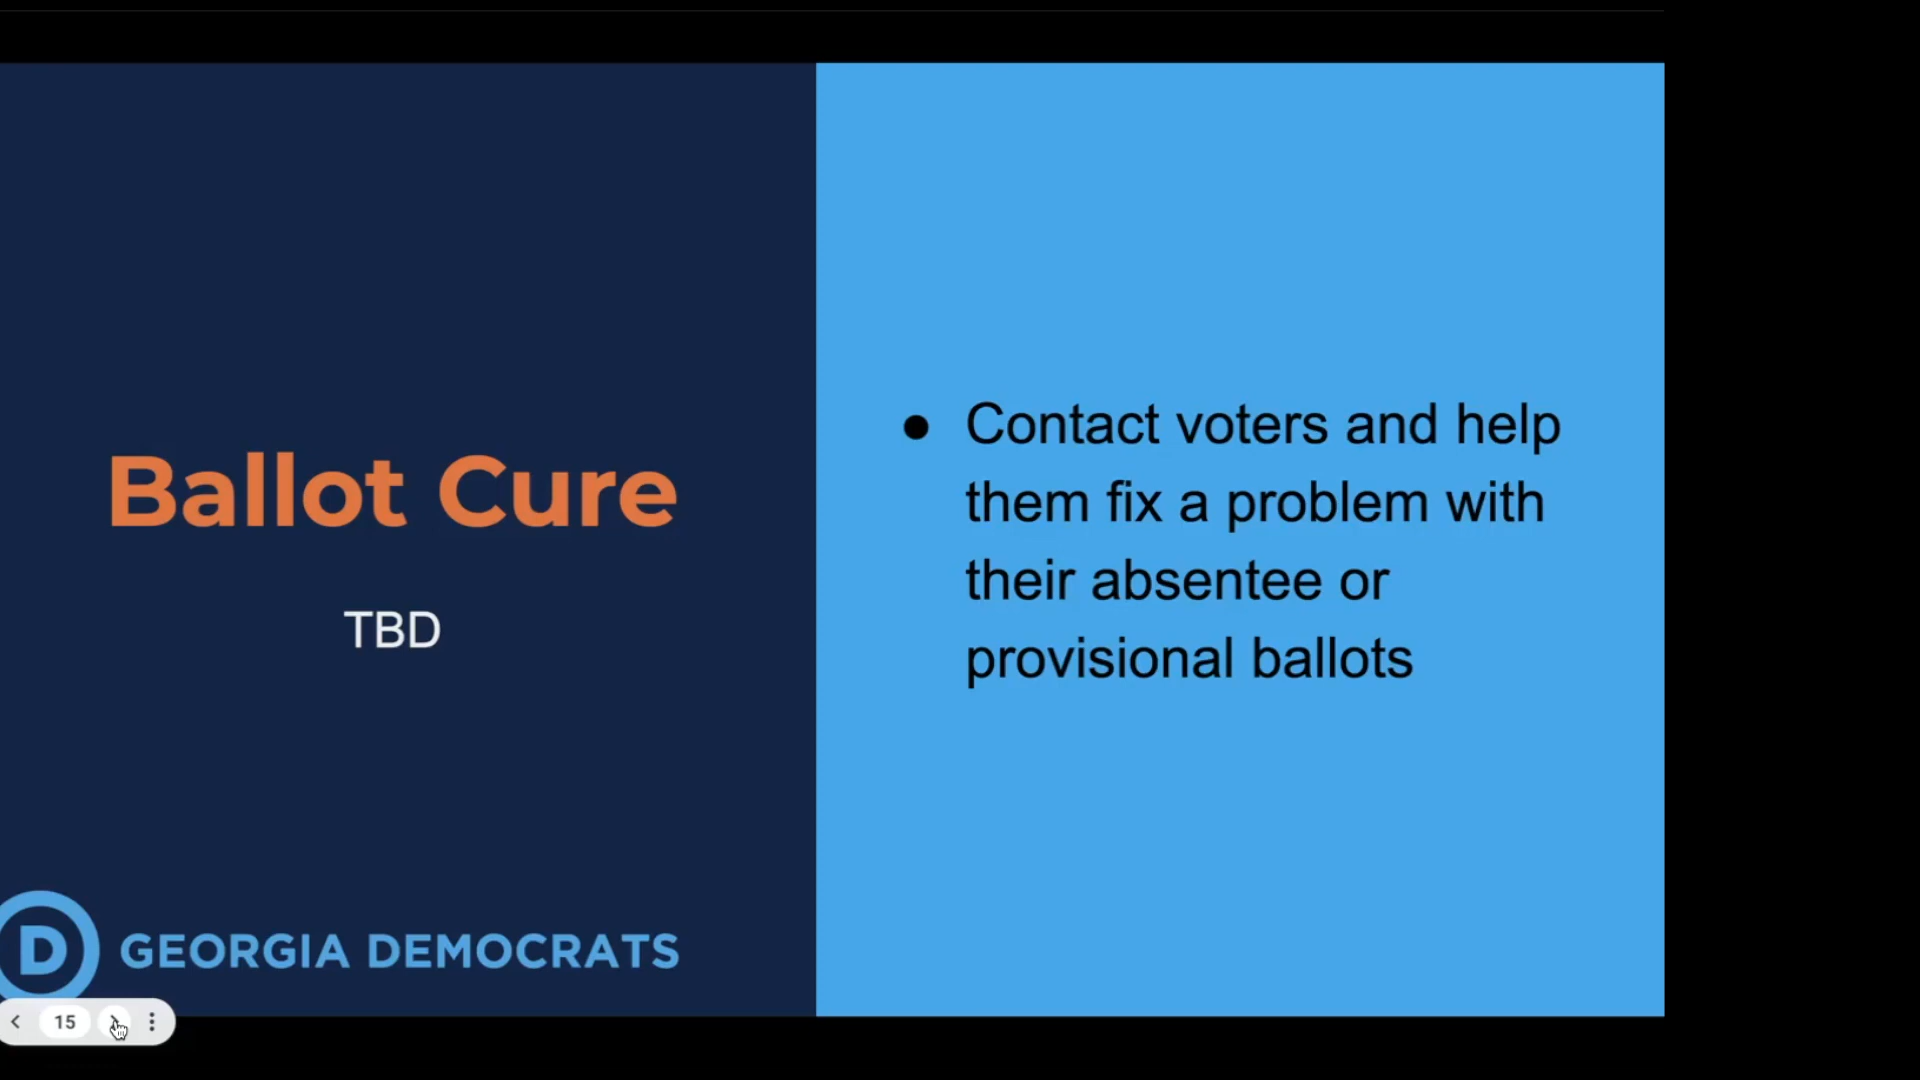 Ballot Cure
TBD
● Contact voters and help
them fix a problem with
their absentee or
provisional ballots
D GEORGIA DEMOCRATS
15